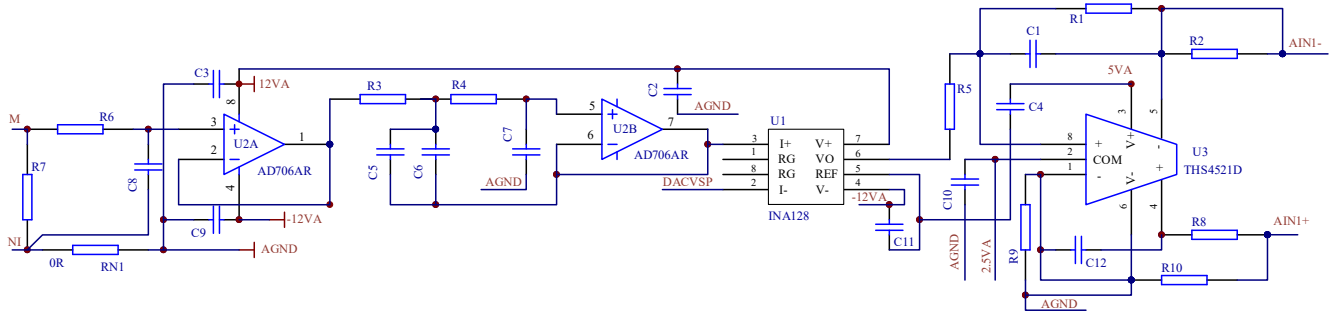 R1
C1
R2
AIN1-
C3
12VA
8
R3
R4
C2
AGND
R5
5VA
C4
3
5
M
R6
3
+
2
-
U2A
1
AD706AR
4
R7
C8
C5
C6
C7
AGND
5
+
6
-
U2B
7
AD706AR
U1
3
I+
V+
7
1
RG
VO
6
8
RG
REF
5
2
I-
V-
4
DACVSP
-12VA
INA128
C11
C10
8
+
2
COM
1
-
V+
-
+
V-
U3
THS4521D
6
4
C9
-12VA
NI
0R
RN1
AGND
AGND
2.5VA
R9
C12
R8
AIN1+
R10
AGND